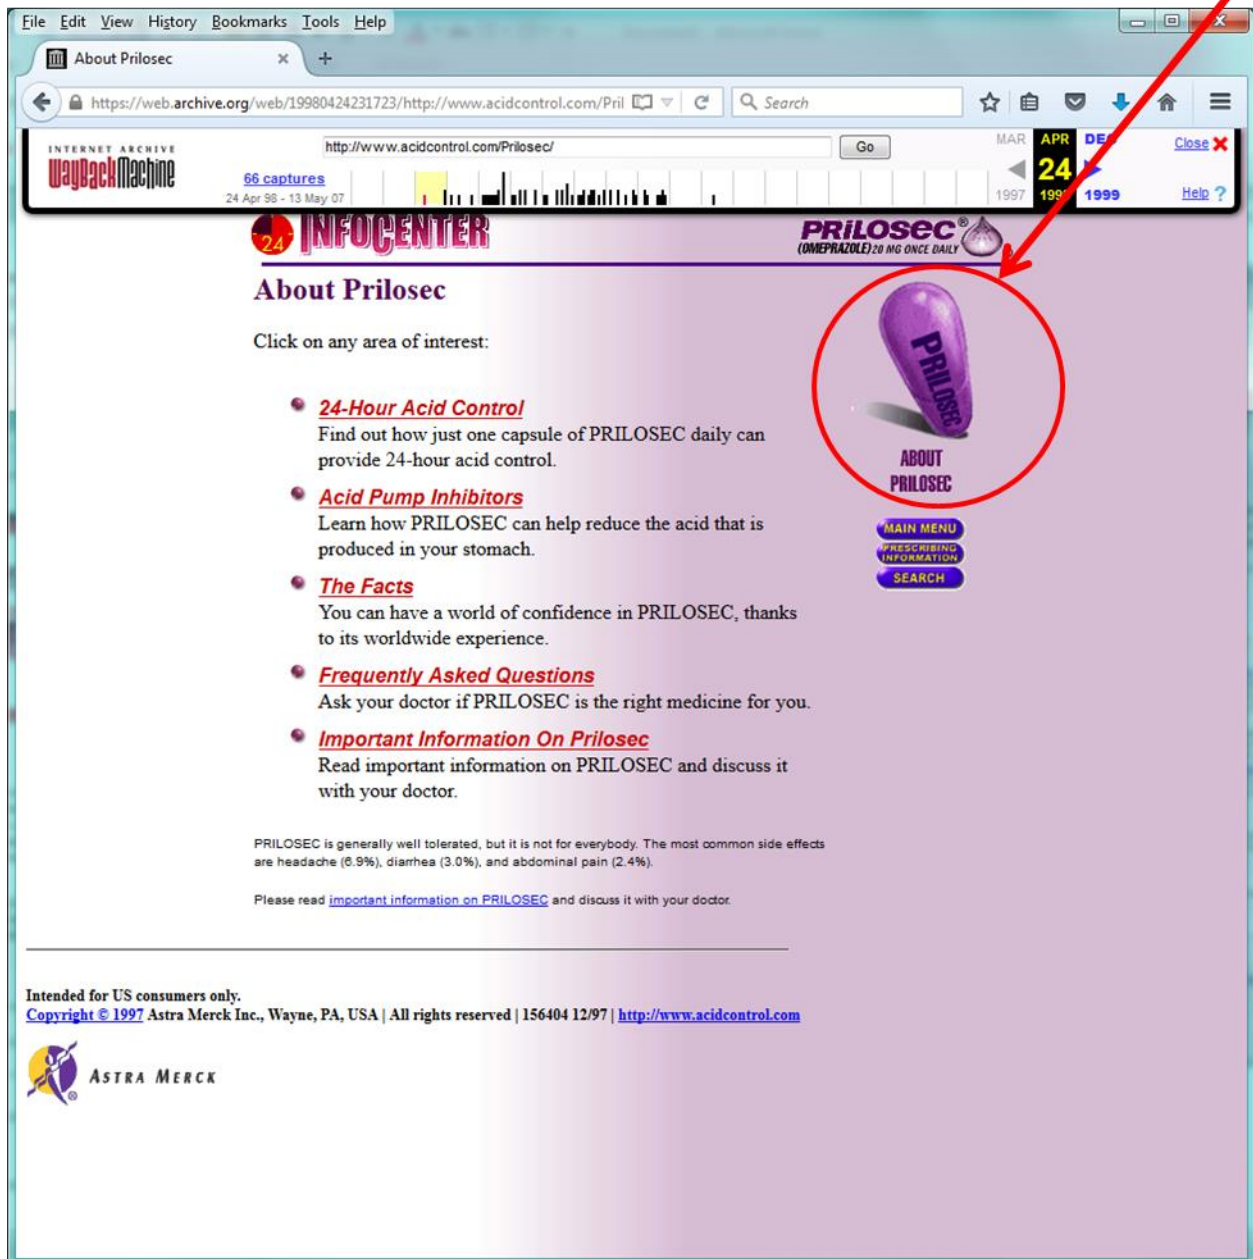 File Edit View History Bookmarks Tools Help
About Prilosec
https://web.archive.org/web/19980424231723/http://www.acidcontrol.com/Pril
Search
INTERNET ARCHIVE
WayBackMachine
http://www.acidcontrol.com/Prilosec/
Go
66 captures
24 Apr 98 - 13 May 07
MAR APR DEC
24
1997 1998 1999
Close
Help ?
24 INFOCENTER
PRILOSEC®
(OMEPRAZOLE) 20 MG ONCE DAILY
About Prilosec
Click on any area of interest:
24-Hour Acid Control
Find out how just one capsule of PRILOSEC daily can
provide 24-hour acid control.
Acid Pump Inhibitors
Learn how PRILOSEC can help reduce the acid that is
produced in your stomach.
The Facts
You can have a world of confidence in PRILOSEC, thanks
to its worldwide experience.
Frequently Asked Questions
Ask your doctor if PRILOSEC is the right medicine for you.
Important Information On Prilosec
Read important information on PRILOSEC and discuss it
with your doctor.
PRILOSEC
ABOUT
PRILOSEC
MAIN MENU
PRESCRIBING
INFORMATION
SEARCH
PRILOSEC is generally well tolerated, but it is not for everybody. The most common side effects
are headache (6.9%), diarrhea (3.0%), and abdominal pain (2.4%).
Please read important information on PRILOSEC and discuss it with your doctor.
Intended for US consumers only.
Copyright © 1997 Astra Merck Inc., Wayne, PA, USA | All rights reserved | 156404 12/97 | http://www.acidcontrol.com
ASTRA MERCK